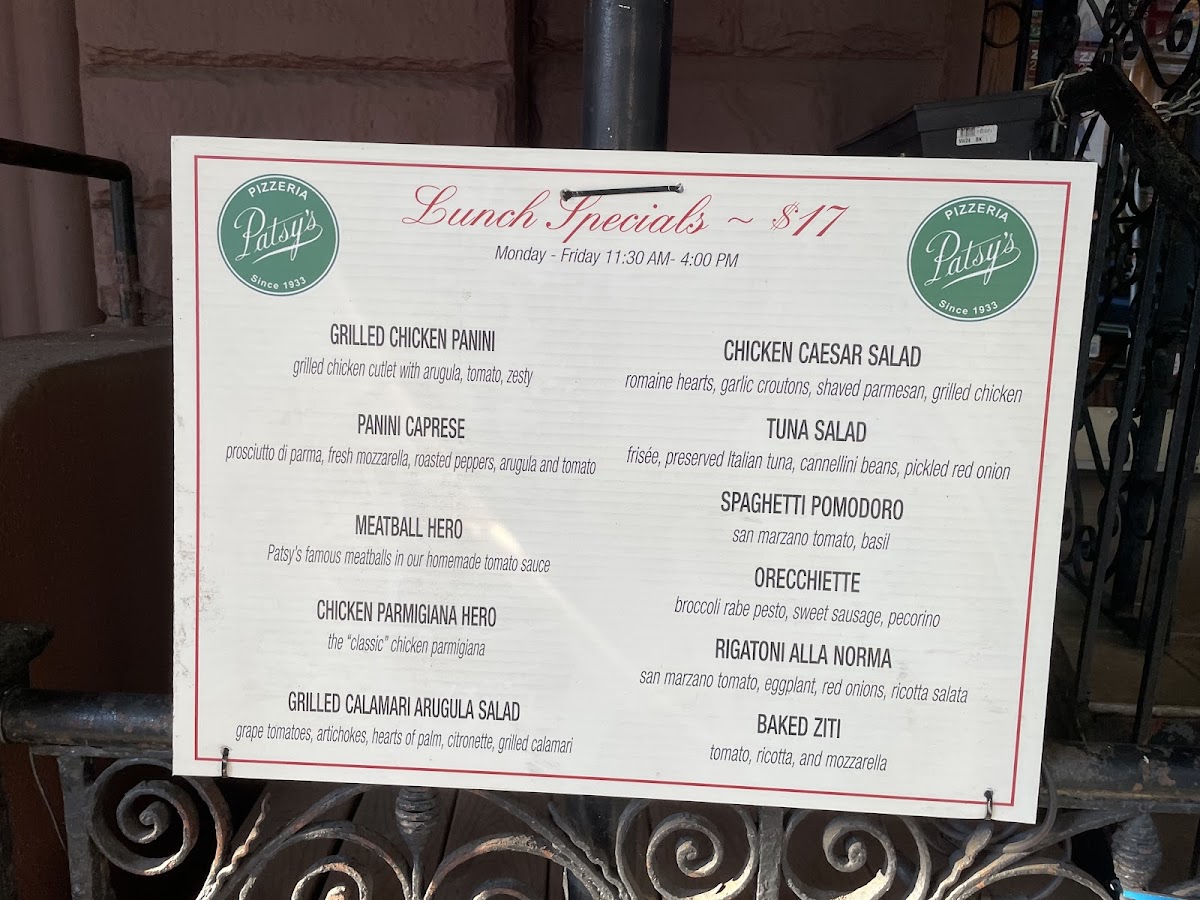 PIZZERIA
Patsy's
Since 1933
Lunch Specials ~ $17
Monday - Friday 11:30 AM- 4:00 PM
PIZZERIA
Patsy's
Since 1933
GRILLED CHICKEN PANINI
grilled chicken cutlet with arugula, tomato, zesty
PANINI CAPRESE
prosciutto di parma, fresh mozzarella, roasted peppers, arugula and tomato
MEATBALL HERO
Patsy's famous meatballs in our homemade tomato sauce
CHICKEN PARMIGIANA HERO
the “classic” chicken parmigiana
GRILLED CALAMARI ARUGULA SALAD
grape tomatoes, artichokes, hearts of palm, citronette, grilled calamari
CHICKEN CAESAR SALAD
romaine hearts, garlic croutons, shaved parmesan, grilled chicken
TUNA SALAD
frisée, preserved Italian tuna, cannellini beans, pickled red onion
SPAGHETTI POMODORO
san marzano tomato, basil
ORECCHIETTE
broccoli rabe pesto, sweet sausage, pecorino
RIGATONI ALLA NORMA
san marzano tomato, eggplant, red onions, ricotta salata
BAKED ZITI
tomato, ricotta, and mozzarella